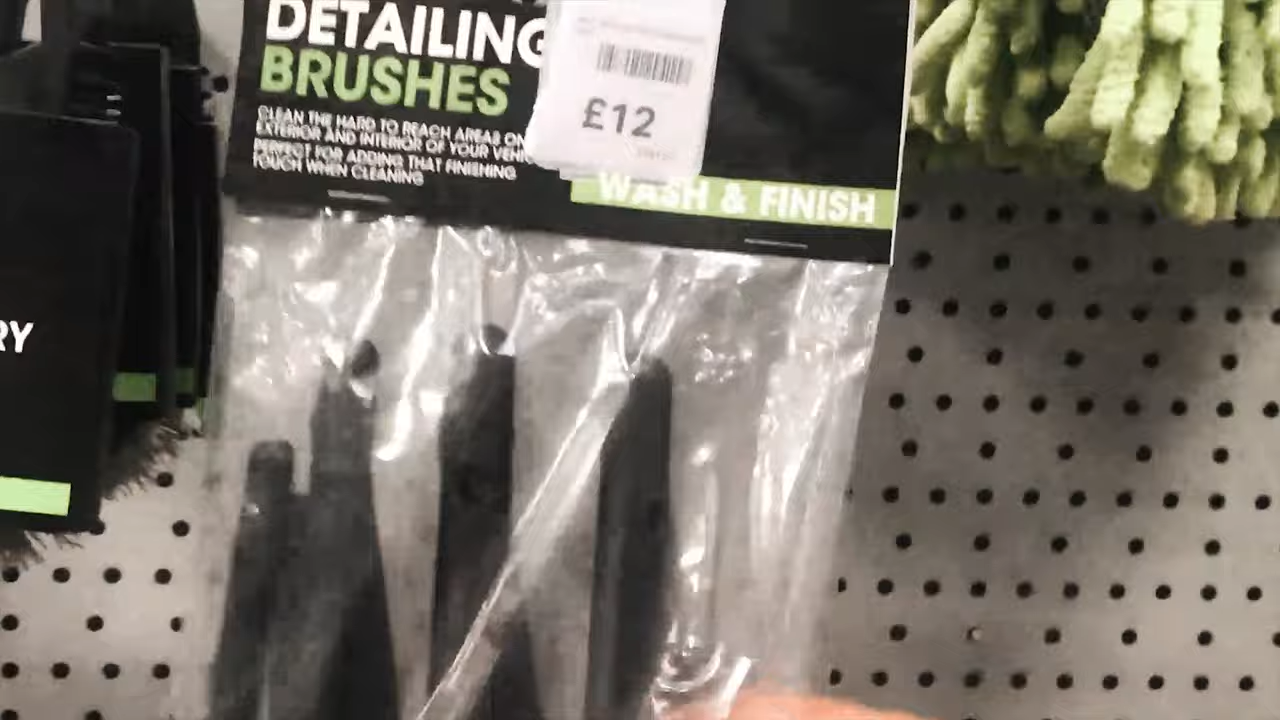 DETAILING
BRUSHES
CLEAN THE HARD TO REACH AREAS ON
EXTERIOR AND INTERIOR OF YOUR
PERFECT FOR ADDING THAT FINISHING
TOUCH WHEN CLEANING
£12
WASH & FINISH
RY